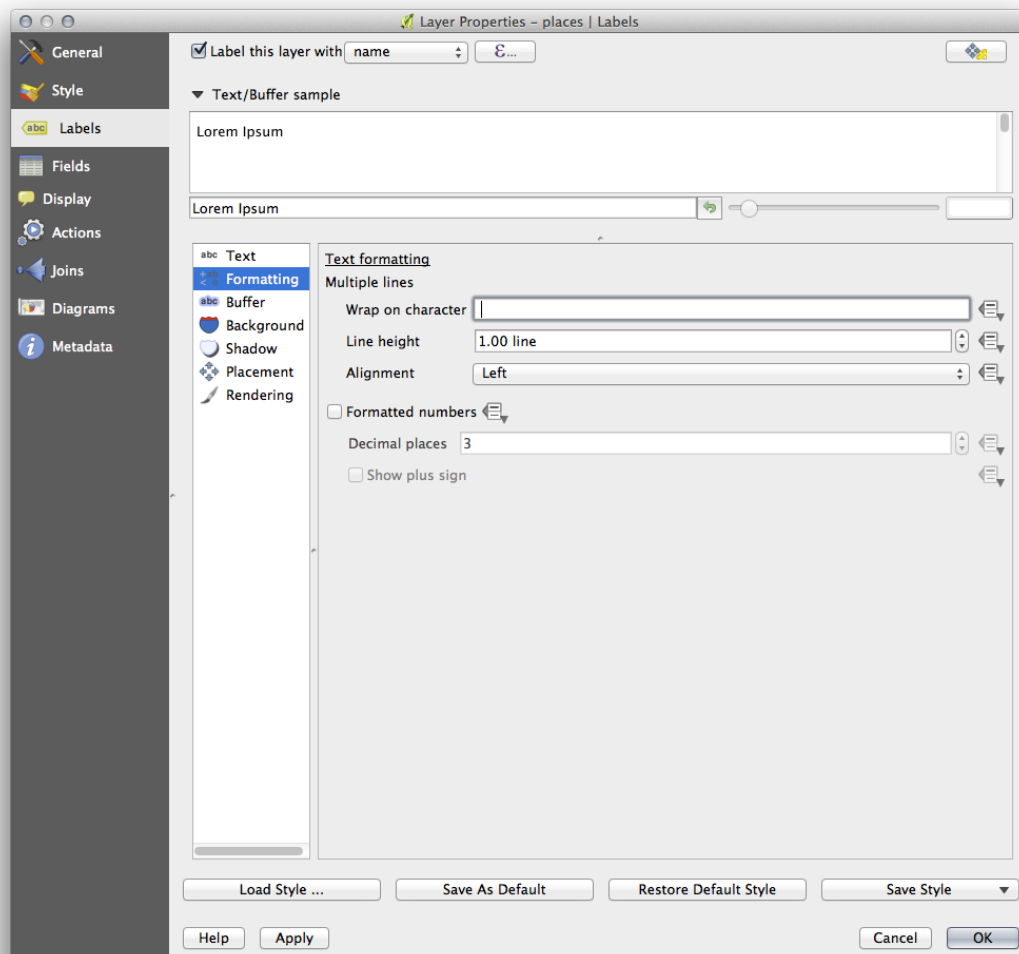 Layer Properties – places | Labels
General
Style
abc Labels
Fields
Display
Actions
Joins
Diagrams
Metadata
Label this layer with name ε...
Text/Buffer sample
Lorem Ipsum
Lorem Ipsum
abc Text
Formatting
abc Buffer
Background
Shadow
Placement
Rendering
Text formatting
Multiple lines
Wrap on character
Line height 1.00 line
Alignment Left
Formatted numbers
Decimal places 3
Show plus sign
Load Style ... Save As Default Restore Default Style Save Style
Help Apply Cancel OK